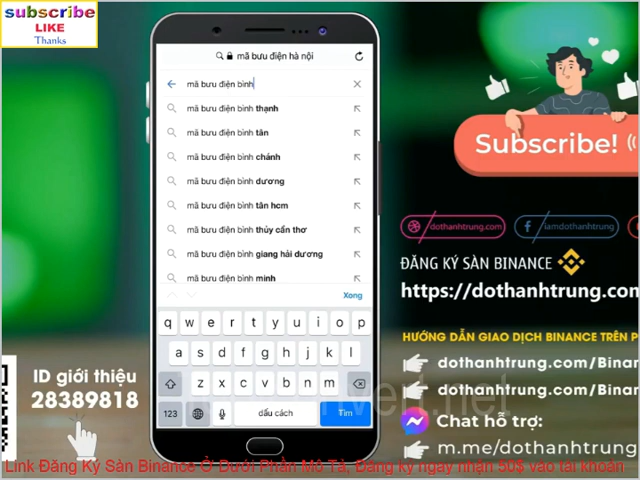 subscribe
LIKE
Thanks
mã bưu điện hà nội
mã bưu điện bình
mã bưu điện bình thạnh
mã bưu điện bình tân
mã bưu điện bình chánh
mã bưu điện bình dương
mã bưu điện bình tân hcm
mã bưu điện bình thủy cần thơ
mã bưu điện bình giang hải dương
mã bưu điện bình minh
Xong
q w e r t y u i o p
a s d f g h j k l
z x c v b n m
123 dấu cách Tìm
ID giới thiệu
28389818
Subscribe!
dothanhtrung.com
iamdothanhtrung
ĐĂNG KÝ SÀN BINANCE
https://dothanhtrung.com
HƯỚNG DẪN GIAO DỊCH BINANCE TRÊN P
dothanhtrung.com/Binan
dothanhtrung.com/Binar
Chat hỗ trợ:
m.me/dothanhtrung
Link Đăng Ký Sàn Binance Ở Dưới Phần Mô Tả, Đăng ký ngay nhận 50$ vào tài khoản